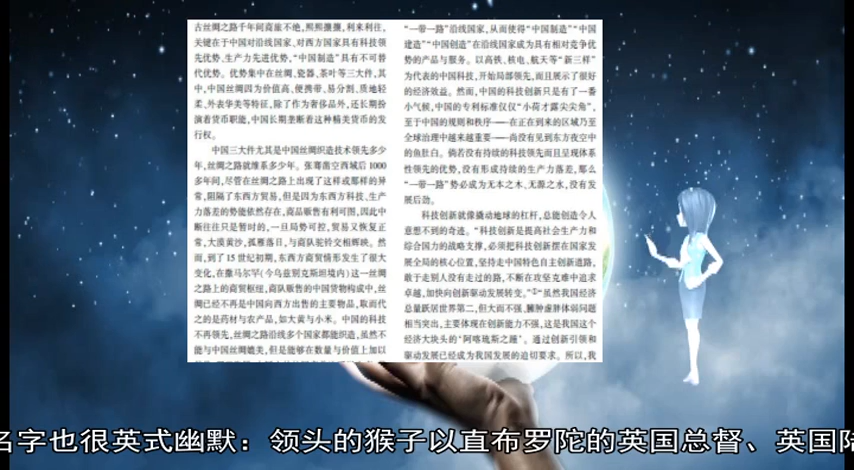 古丝绸之路千年间商旅不绝,熙熙攘攘,利来利往,
关键在于中国对沿线国家、对西方国家具有科技领
先优势、生产力先进优势,“中国制造”具有不可替
代优势。优势集中在丝绸、瓷器、茶叶等三大件,其
中,中国丝绸因为价值高、便携带、易分割、质地轻
柔、外表华美等特征,除了作为奢侈品外,还长期扮
演着货币职能,中国长期垄断着这种精美货币的发
行权。
中国三大件尤其是中国丝绸织造技术领先多少
年,丝绸之路就维系多少年。张骞凿空西域后 1000
多年间,尽管在丝绸之路上出现了这样或那样的异
常,阻隔了东西方贸易,但是因为东西方科技、生产
力落差的势能依然存在,商品贩售有利可图,因此中
断往往只是暂时的,一旦局势可控,贸易又恢复正
常,大漠黄沙,孤雁落日,与商队驼铃交相辉映。然
而,到了 15 世纪初期,东西方商贸情形发生了很大
变化,在撒马尔罕(今乌兹别克斯坦境内)这一丝绸
之路上的商贸枢纽,商队贩售的中国货物构成中,丝
绸已经不再是中国向西方出售的主要物品,取而代
之的是药材与农产品,如大黄与小米。中国的科技
不再领先,丝绸之路沿线多个国家都能织造,虽然不
能与中国丝绸媲美,但是能够在数量与价值上加以
“一带一路”沿线国家,从而使得“中国制造”“中国
建造”“中国创造”在沿线国家成为具有相对竞争优
势的产品与服务。以高铁、核电、航天等“新三样”
为代表的中国科技,开始局部领先,而且展示了很好
的经济效益。然而,中国的科技创新只是有了一番
小气候,中国的专利标准仅仅“小荷才露尖尖角”,
至于中国的规则和秩序——在正在到来的区域乃至
全球治理中越来越重要——尚没有见到东方夜空中
的鱼肚白。倘若没有持续的科技领先而且呈现体系
性领先的优势,没有形成持续的生产力落差,那么
“一带一路”势必成为无本之木、无源之水,没有发
展后劲。
科技创新就像撬动地球的杠杆,总能创造令人
意想不到的奇迹。“科技创新是提高社会生产力和
综合国力的战略支撑,必须把科技创新摆在国家发
展全局的核心位置,坚持走中国特色自主创新道路,
敢于走别人没有走过的路,不断在攻坚克难中追求
卓越,加快向创新驱动发展转变。”“虽然我国经济
总量跃居世界第二,但大而不强、臃肿虚胖体弱问题
相当突出,主要体现在创新能力不强,这是我国这个
经济大块头的‘阿喀琉斯之踵’。通过创新引领和
驱动发展已经成为我国发展的迫切要求。所以,我
名字也很英式幽默：领头的猴子以直布罗陀的英国总督、英国陆